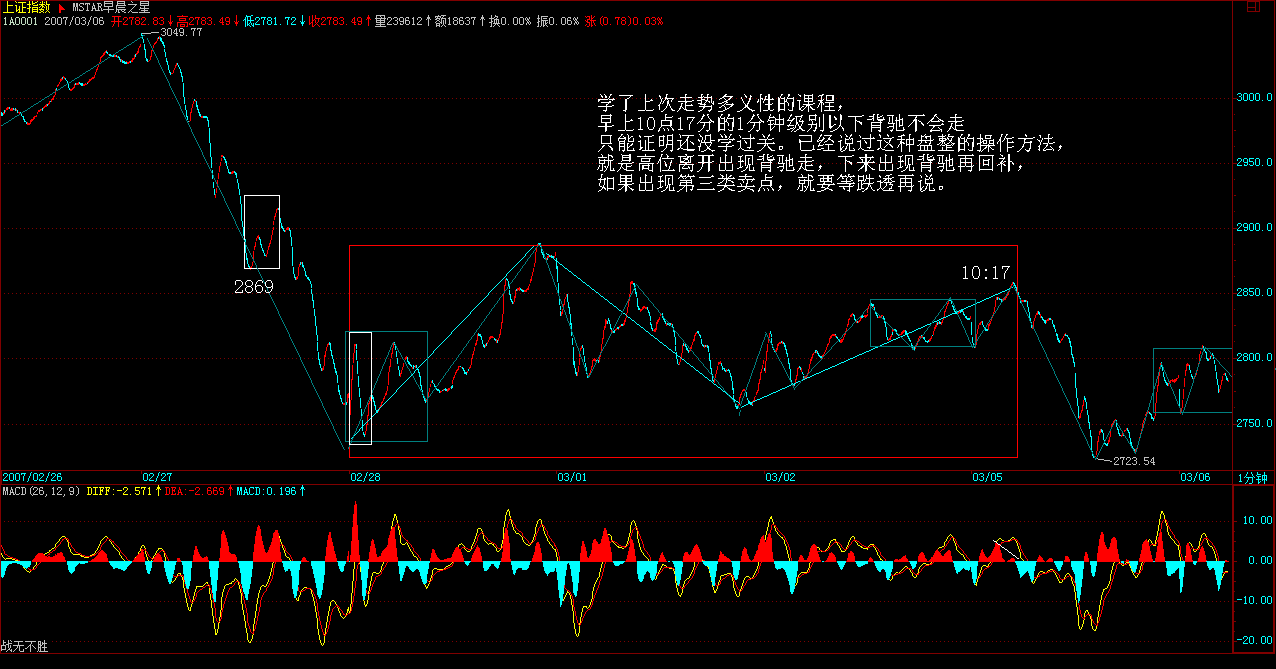 上证指数 MSTAR早晨之星
1A0001 2007/03/06 开2782.83↓高2783.49↓低2781.72↓收2783.49↑量239612↑额18637↑换0.00% 振0.06% 涨(0.78)0.03%
3049.77
学了上次走势多义性的课程,
早上10点17分的1分钟级别以下背驰不会走
只能证明还没学过关。已经说过这种盘整的操作方法,
就是高位离开出现背驰走, 下来出现背驰再回补,
如果出现第三类卖点, 就要等跌透再说。
3000.0
2950.0
2900.0
2850.0
2800.0
2750.0
2869
10:17
2723.54
2007/02/26 02/27 02/28 03/01 03/02 03/05 03/06 1分钟
MACD(26,12,9) DIFF:-2.571↑ DEA:-2.669↑ MACD:0.196↑
10.00
0.00
-10.00
-20.00
战无不胜